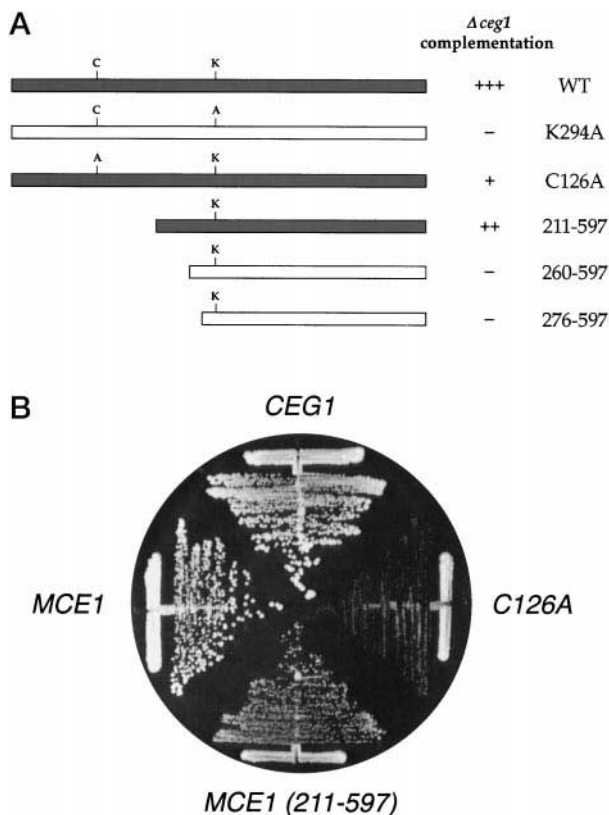 A
Δceg1
complementation
C K
+++ WT
C A
– K294A
A K
+ C126A
K
++ 211-597
K
– 260-597
K
– 276-597
B
CEG1
MCE1
C126A
MCE1 (211-597)